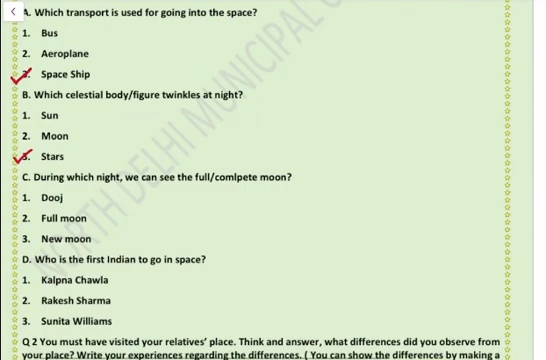 A. Which transport is used for going into the space?
1. Bus
2. Aeroplane
3. Space Ship
B. Which celestial body/figure twinkles at night?
1. Sun
2. Moon
3. Stars
C. During which night, we can see the full/comlpete moon?
1. Dooj
2. Full moon
3. New moon
D. Who is the first Indian to go in space?
1. Kalpna Chawla
2. Rakesh Sharma
3. Sunita Williams
Q 2 You must have visited your relatives' place. Think and answer, what differences did you observe from
your place? Write your experiences regarding the differences. ( You can show the differences by making a
NORTH DELHI MUNICIPAL